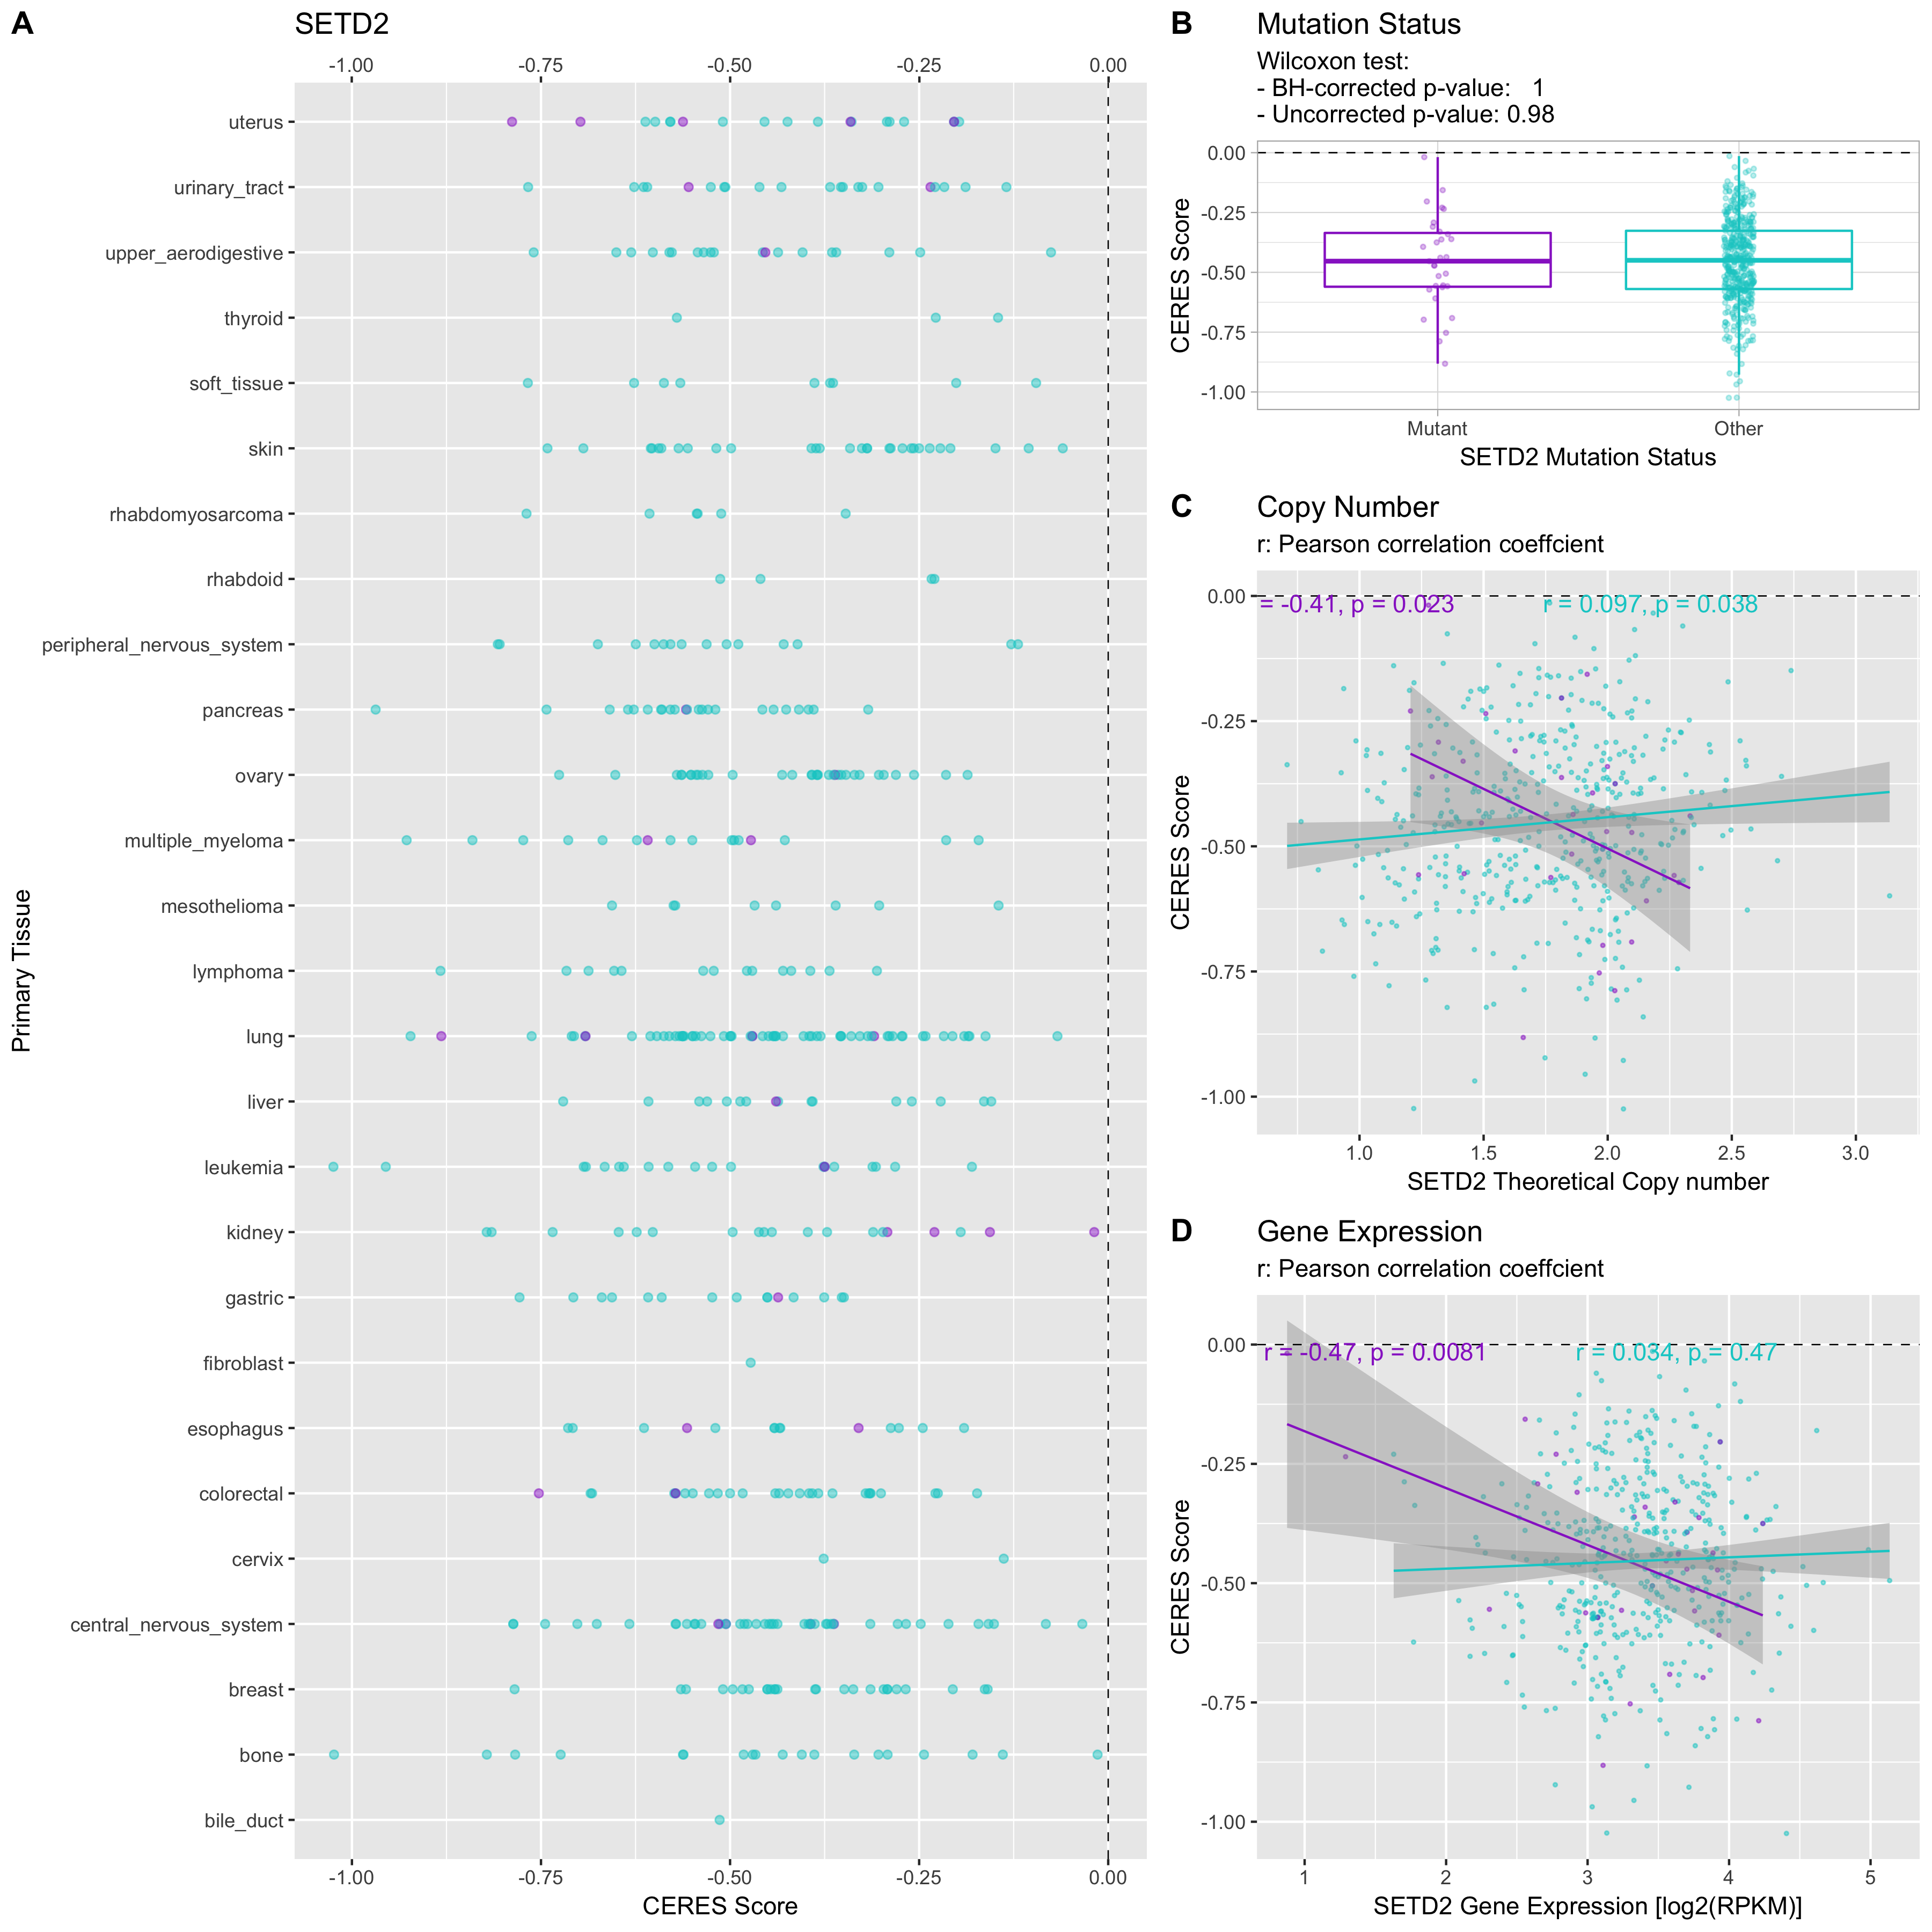 A
SETD2
-1.00 -0.75 -0.50 -0.25 0.00
Primary Tissue
uterus
urinary_tract
upper_aerodigestive
thyroid
soft_tissue
skin
rhabdomyosarcoma
rhabdoid
peripheral_nervous_system
pancreas
ovary
multiple_myeloma
mesothelioma
lymphoma
lung
liver
leukemia
kidney
gastric
fibroblast
esophagus
colorectal
cervix
central_nervous_system
breast
bone
bile_duct
-1.00 -0.75 -0.50 -0.25 0.00
CERES Score
B
Mutation Status
Wilcoxon test:
- BH-corrected p-value: 1
- Uncorrected p-value: 0.98
CERES Score
0.00
-0.25
-0.50
-0.75
-1.00
Mutant Other
SETD2 Mutation Status
C
Copy Number
r: Pearson correlation coeffcient
CERES Score
= -0.41, p = 0.023 r = 0.097, p = 0.038
0.00
-0.25
-0.50
-0.75
-1.00
1.0 1.5 2.0 2.5 3.0
SETD2 Theoretical Copy number
D
Gene Expression
r: Pearson correlation coeffcient
CERES Score
r = -0.47, p = 0.0081 r = 0.034, p = 0.47
0.00
-0.25
-0.50
-0.75
-1.00
1 2 3 4 5
SETD2 Gene Expression [log2(RPKM)]